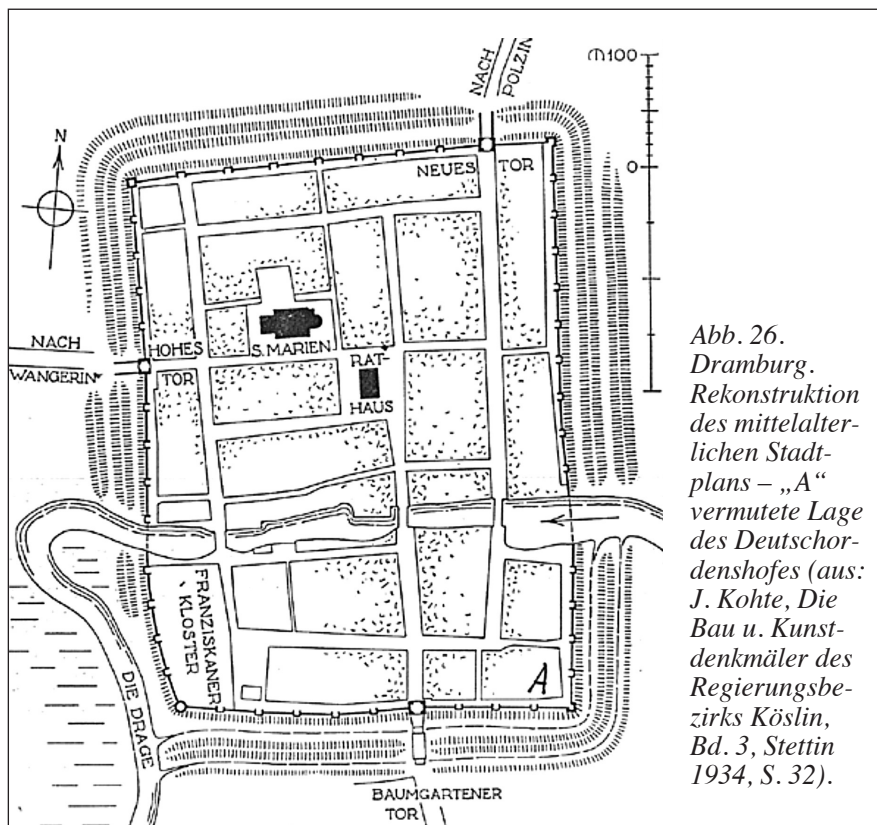 NACH
POLZIN
m 100
0
N
NEUES TOR
NACH
WANGERIN
HOHES
TOR
S. MARIEN
RAT-
HAUS
FRANZISKANER
KLOSTER
DIE DRAGE
A
BAUMGARTENER
TOR
Abb. 26.
Dramburg.
Rekonstruktion
des mittelalter-
lichen Stadt-
plans – „A“
vermutete Lage
des Deutschor-
denshofes (aus:
J. Kohte, Die
Bau u. Kunst-
denkmäler des
Regierungsbe-
zirks Köslin,
Bd. 3, Stettin
1934, S. 32).